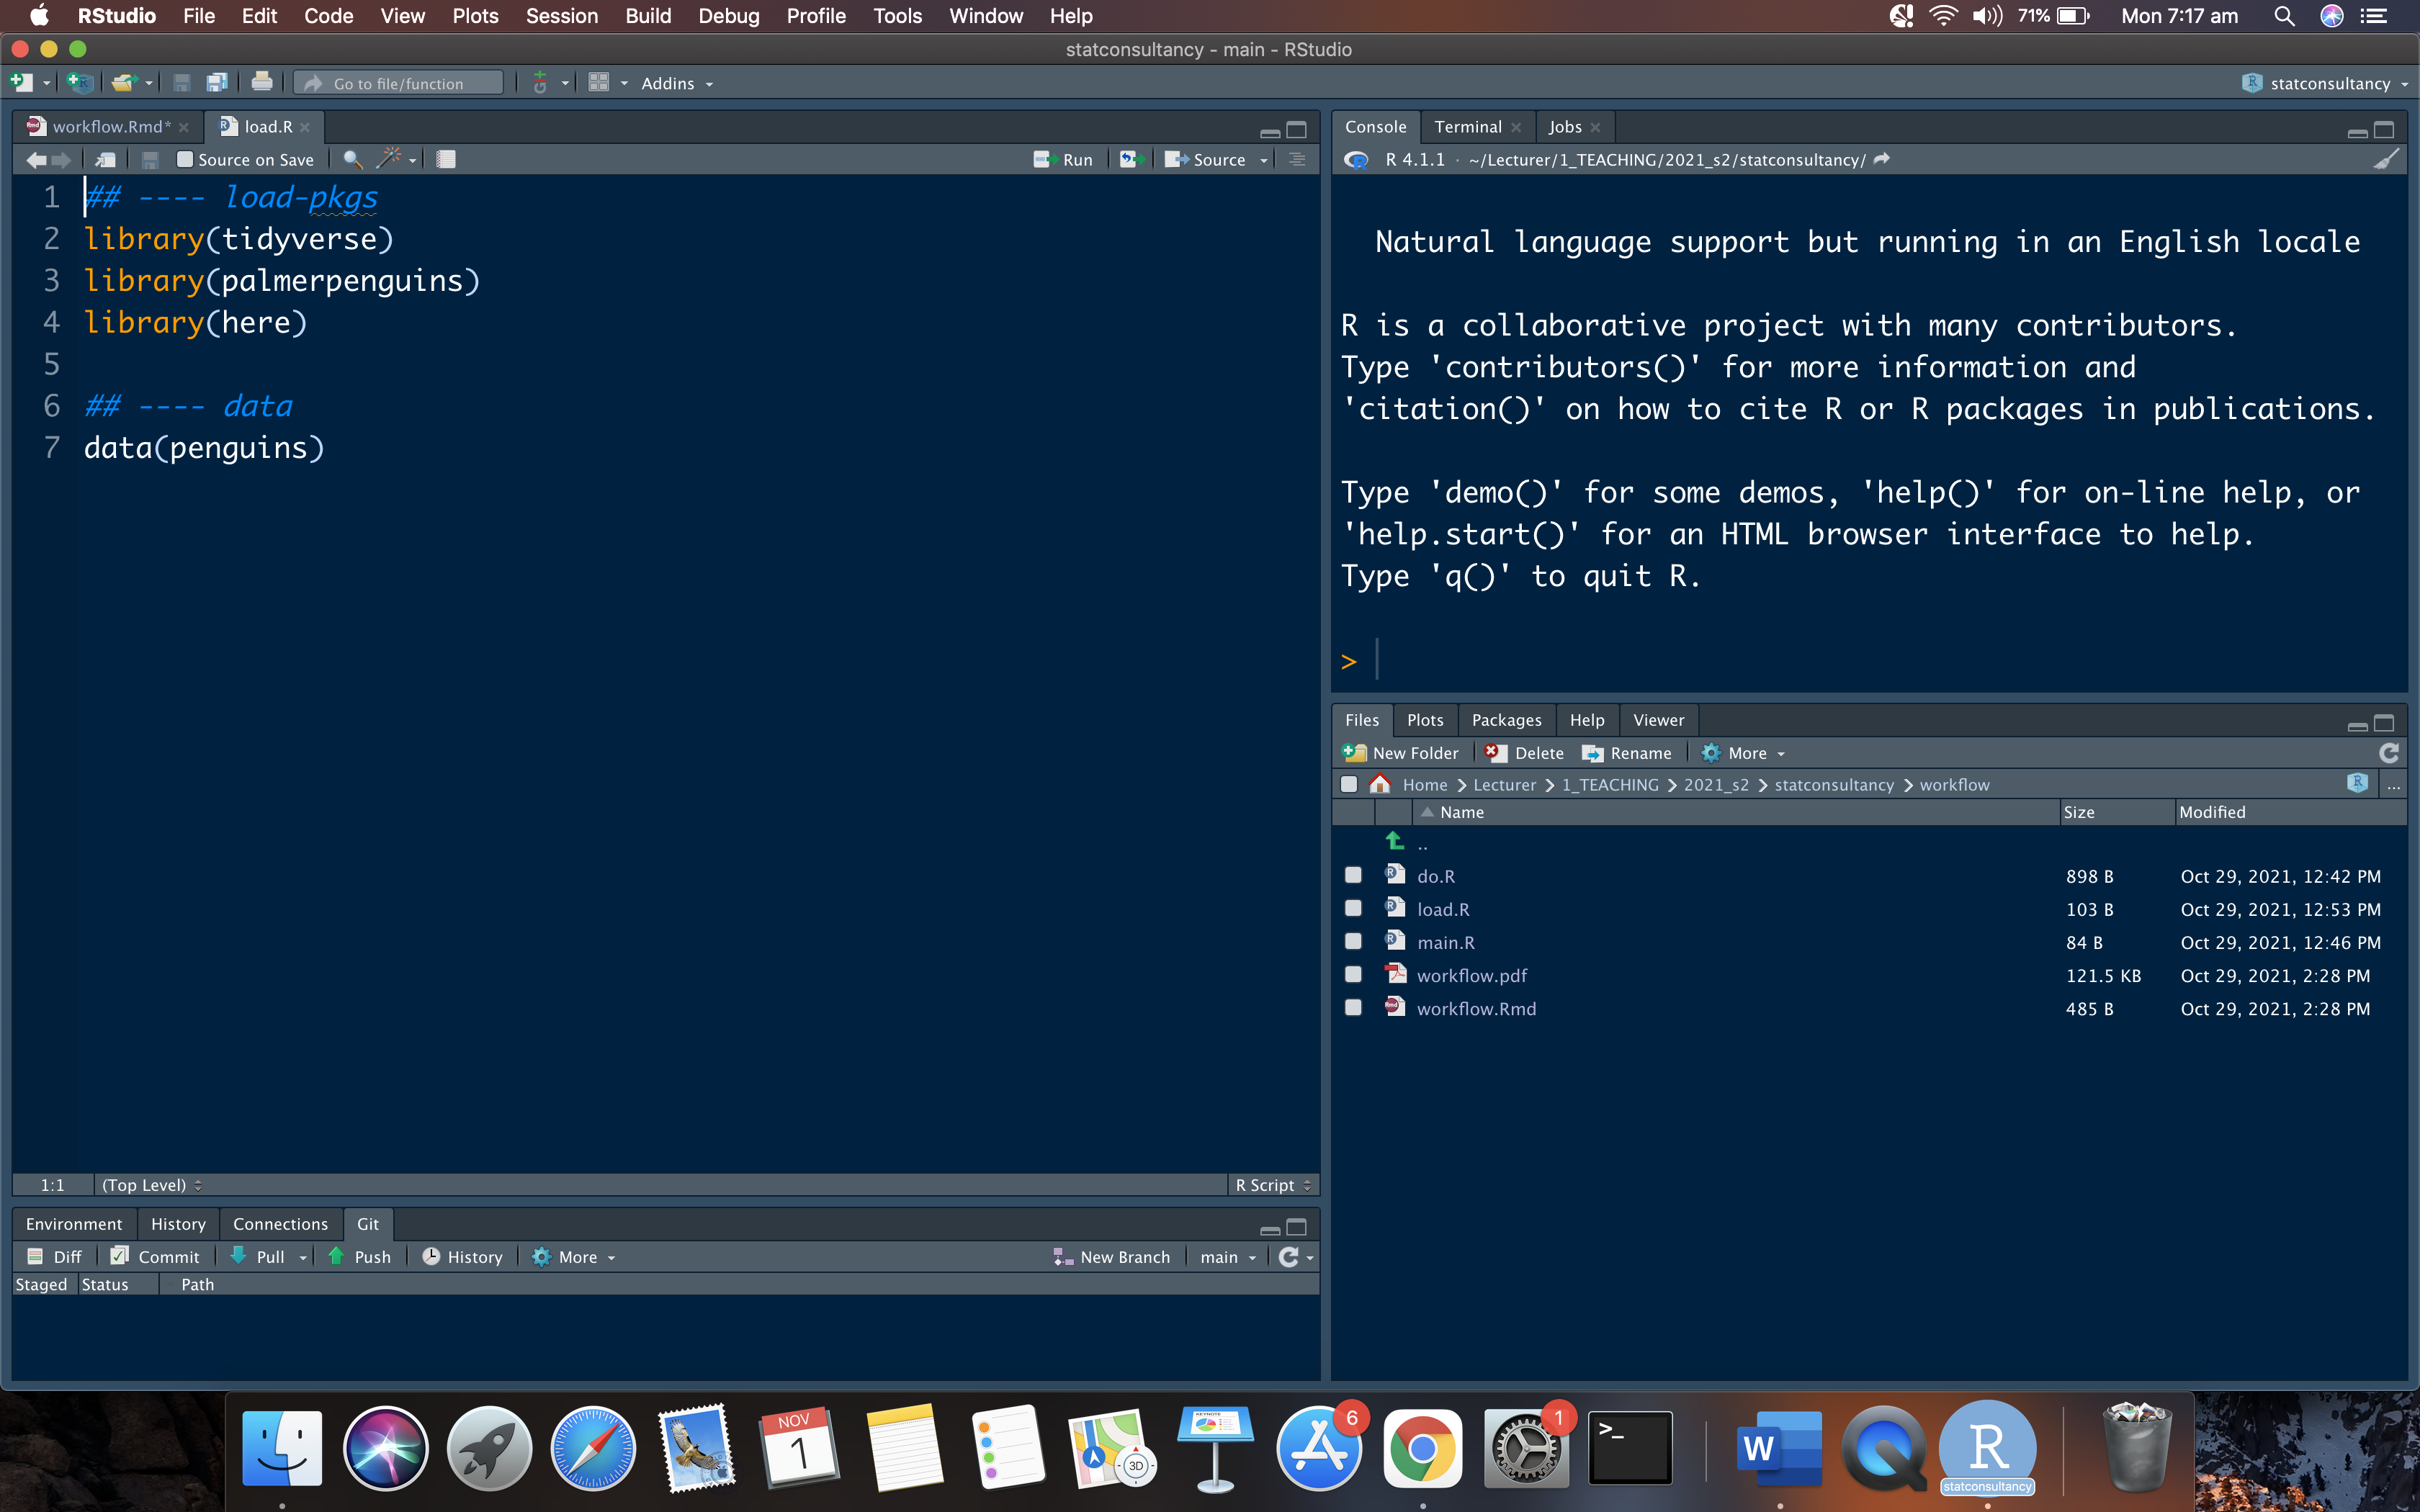 RStudio File Edit Code View Plots Session Build Debug Profile Tools Window Help 71% Mon 7:17 am
statconsultancy - main - RStudio
Go to file/function Addins statconsultancy
workflow.Rmd* load.R
Source on Save Run Source
1 ## ---- load-pkgs
2 library(tidyverse)
3 library(palmerpenguins)
4 library(here)
5
6 ## ---- data
7 data(penguins)
1:1 (Top Level) R Script
Environment History Connections Git
Diff Commit Pull Push History More New Branch main
Staged Status Path
Console Terminal Jobs
R 4.1.1 · ~/Lecturer/1_TEACHING/2021_s2/statconsultancy/
Natural language support but running in an English locale
R is a collaborative project with many contributors.
Type 'contributors()' for more information and
'citation()' on how to cite R or R packages in publications.
Type 'demo()' for some demos, 'help()' for on-line help, or
'help.start()' for an HTML browser interface to help.
Type 'q()' to quit R.
>
Files Plots Packages Help Viewer
New Folder Delete Rename More
Home Lecturer 1_TEACHING 2021_s2 statconsultancy workflow ...
Name Size Modified
..
do.R 898 B Oct 29, 2021, 12:42 PM
load.R 103 B Oct 29, 2021, 12:53 PM
main.R 84 B Oct 29, 2021, 12:46 PM
workflow.pdf 121.5 KB Oct 29, 2021, 2:28 PM
workflow.Rmd 485 B Oct 29, 2021, 2:28 PM
NOV
1
3D
KEYNOTE
6
1
>_
W
R
statconsultancy